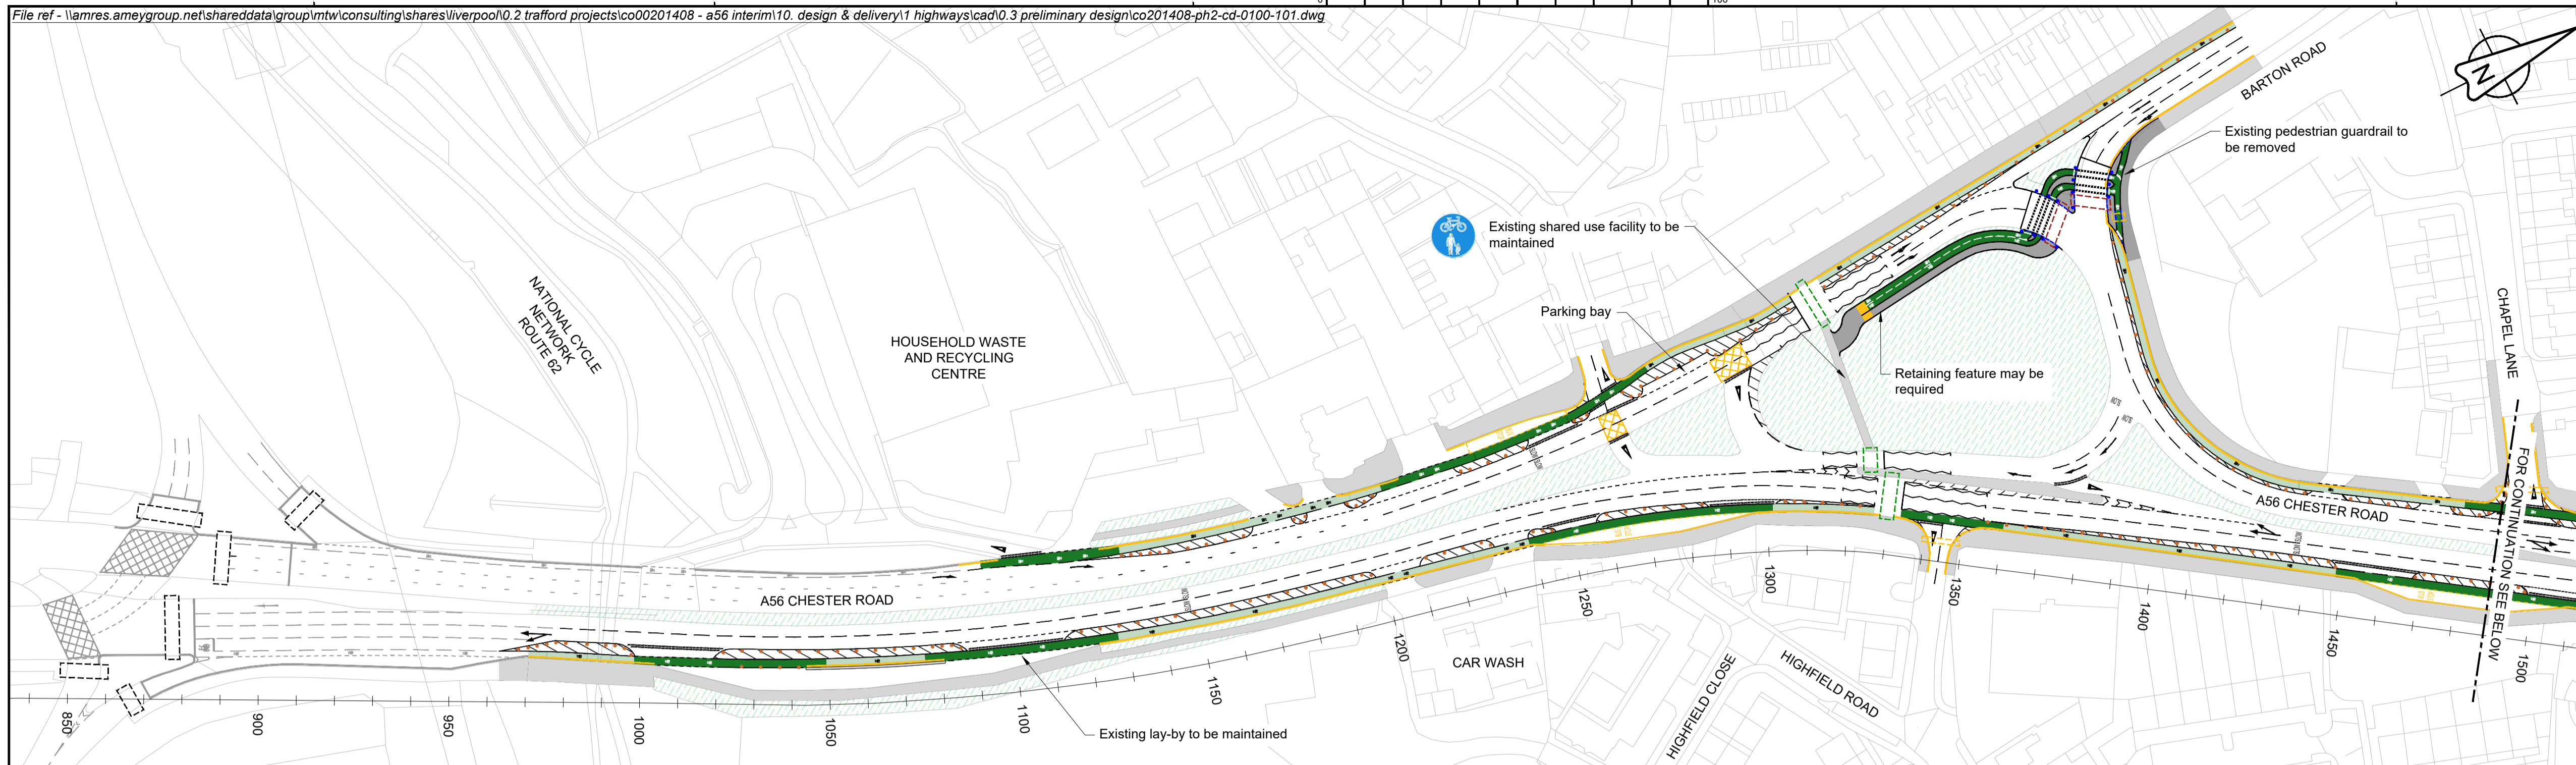 File ref - \\amres.ameygroup.net\shareddata\group\mtw\consulting\shares\liverpool\0.2 trafford projects\co00201408 - a56 interim\10. design & delivery\1 highways\cad\0.3 preliminary design\co201408-ph2-cd-0100-101.dwg
BARTON ROAD
N
Existing pedestrian guardrail to
be removed
Existing shared use facility to be
maintained
NATIONAL CYCLE
NETWORK
ROUTE 62
HOUSEHOLD WASTE
AND RECYCLING
CENTRE
Parking bay
Retaining feature may be
required
CHAPEL LANE
FOR CONTINUATION SEE BELOW
A56 CHESTER ROAD
A56 CHESTER ROAD
CAR WASH
HIGHFIELD CLOSE
HIGHFIELD ROAD
Existing lay-by to be maintained
850
900
950
1000
1050
1100
1150
1200
1250
1300
1350
1400
1450
1500